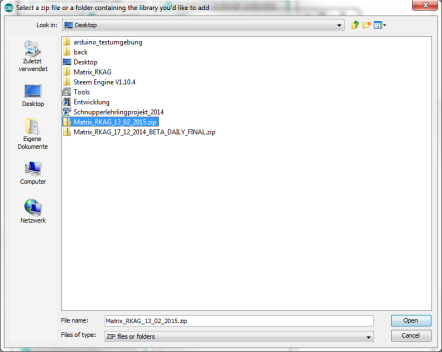 Select a zip file or a folder containing the library you'd like to add
Look in:
Desktop
Zuletzt
verwendet
Desktop
Eigene
Dokumente
Computer
Netzwerk
arduino_testumgebung
back
Desktop
Matrix_RKAG
Steem Engine V1.10.4
Tools
Entwicklung
Schnupperlehrlingprojekt_2014
Matrix_RKAG_13_02_2015.zip
Matrix_RKAG_17_12_2014_BETA_DAILY_FINAL.zip
File name:
Matrix_RKAG_13_02_2015.zip
Open
Files of type:
ZIP files or folders
Cancel